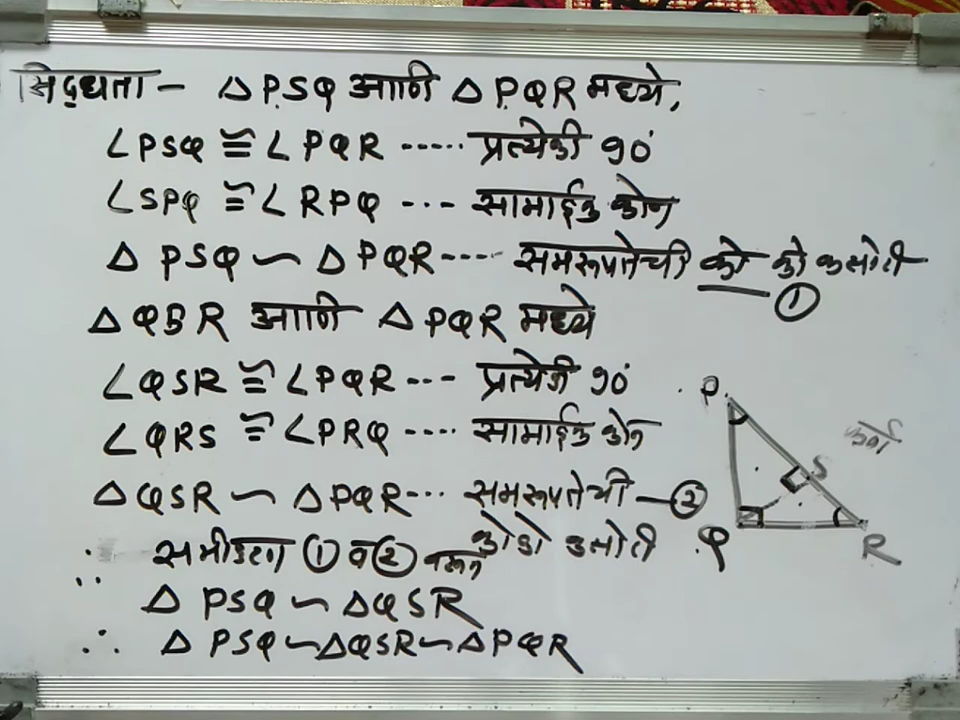 सिद्धता - △PSQ आणि △PQR मध्ये,
∠PSQ ≅ ∠PQR ..... प्रत्येकी 90°
∠SPQ ≅ ∠RPQ .... सामाईक कोन
△ PSQ ~ △PQR ..... समरूपतेची को को कसोटी ①
△QSR आणि △PQR मध्ये
∠QSR ≅ ∠PQR --- प्रत्येकी 90°
∠QRS ≅ ∠PRQ .... सामाईक कोन
△QSR ~ △PQR ... समरूपतेची — ②
कोको कसोटी
∴ समीकरण ① व ② वरून
△ PSQ ~ △QSR
∴ △ PSQ ~ △QSR ~ △PQR
P
S
Q
R